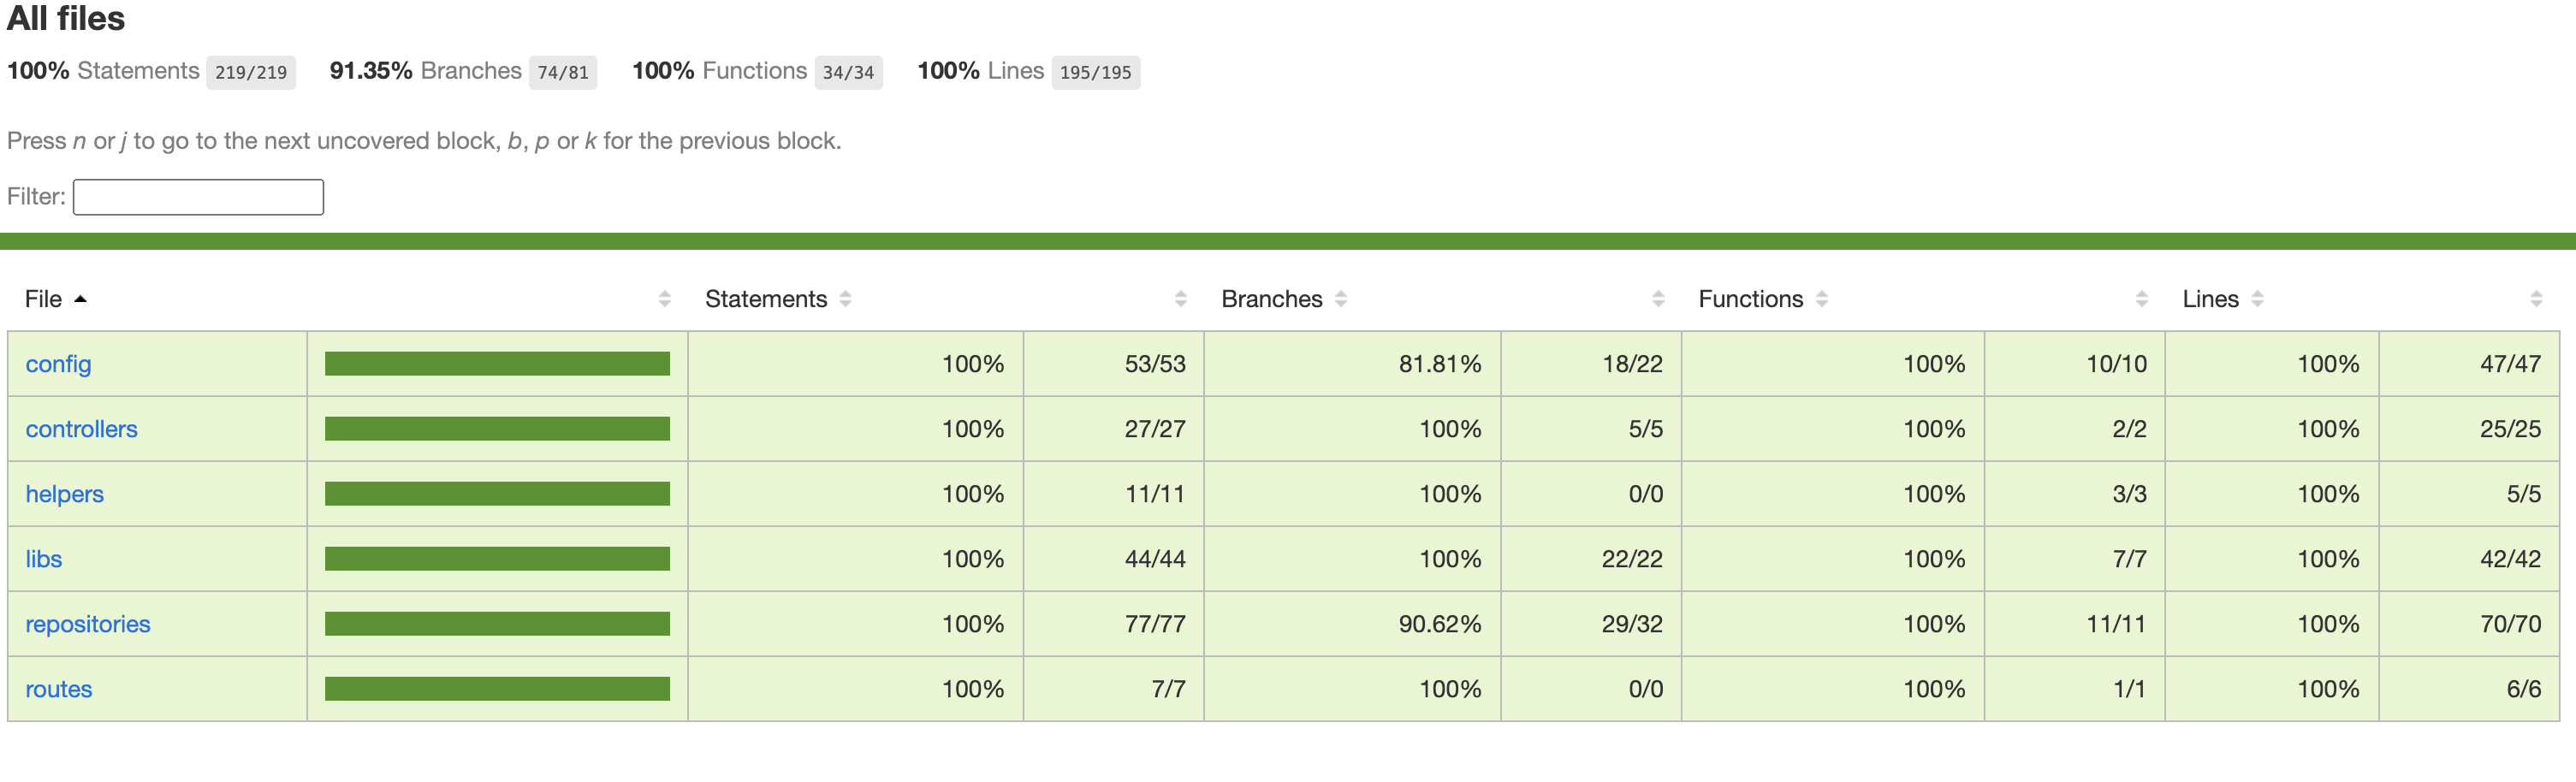 All files
100% Statements 219/219 91.35% Branches 74/81 100% Functions 34/34 100% Lines 195/195
Press n or j to go to the next uncovered block, b, p or k for the previous block.
Filter:
File Statements Branches Functions Lines
config 100% 53/53 81.81% 18/22 100% 10/10 100% 47/47
controllers 100% 27/27 100% 5/5 100% 2/2 100% 25/25
helpers 100% 11/11 100% 0/0 100% 3/3 100% 5/5
libs 100% 44/44 100% 22/22 100% 7/7 100% 42/42
repositories 100% 77/77 90.62% 29/32 100% 11/11 100% 70/70
routes 100% 7/7 100% 0/0 100% 1/1 100% 6/6